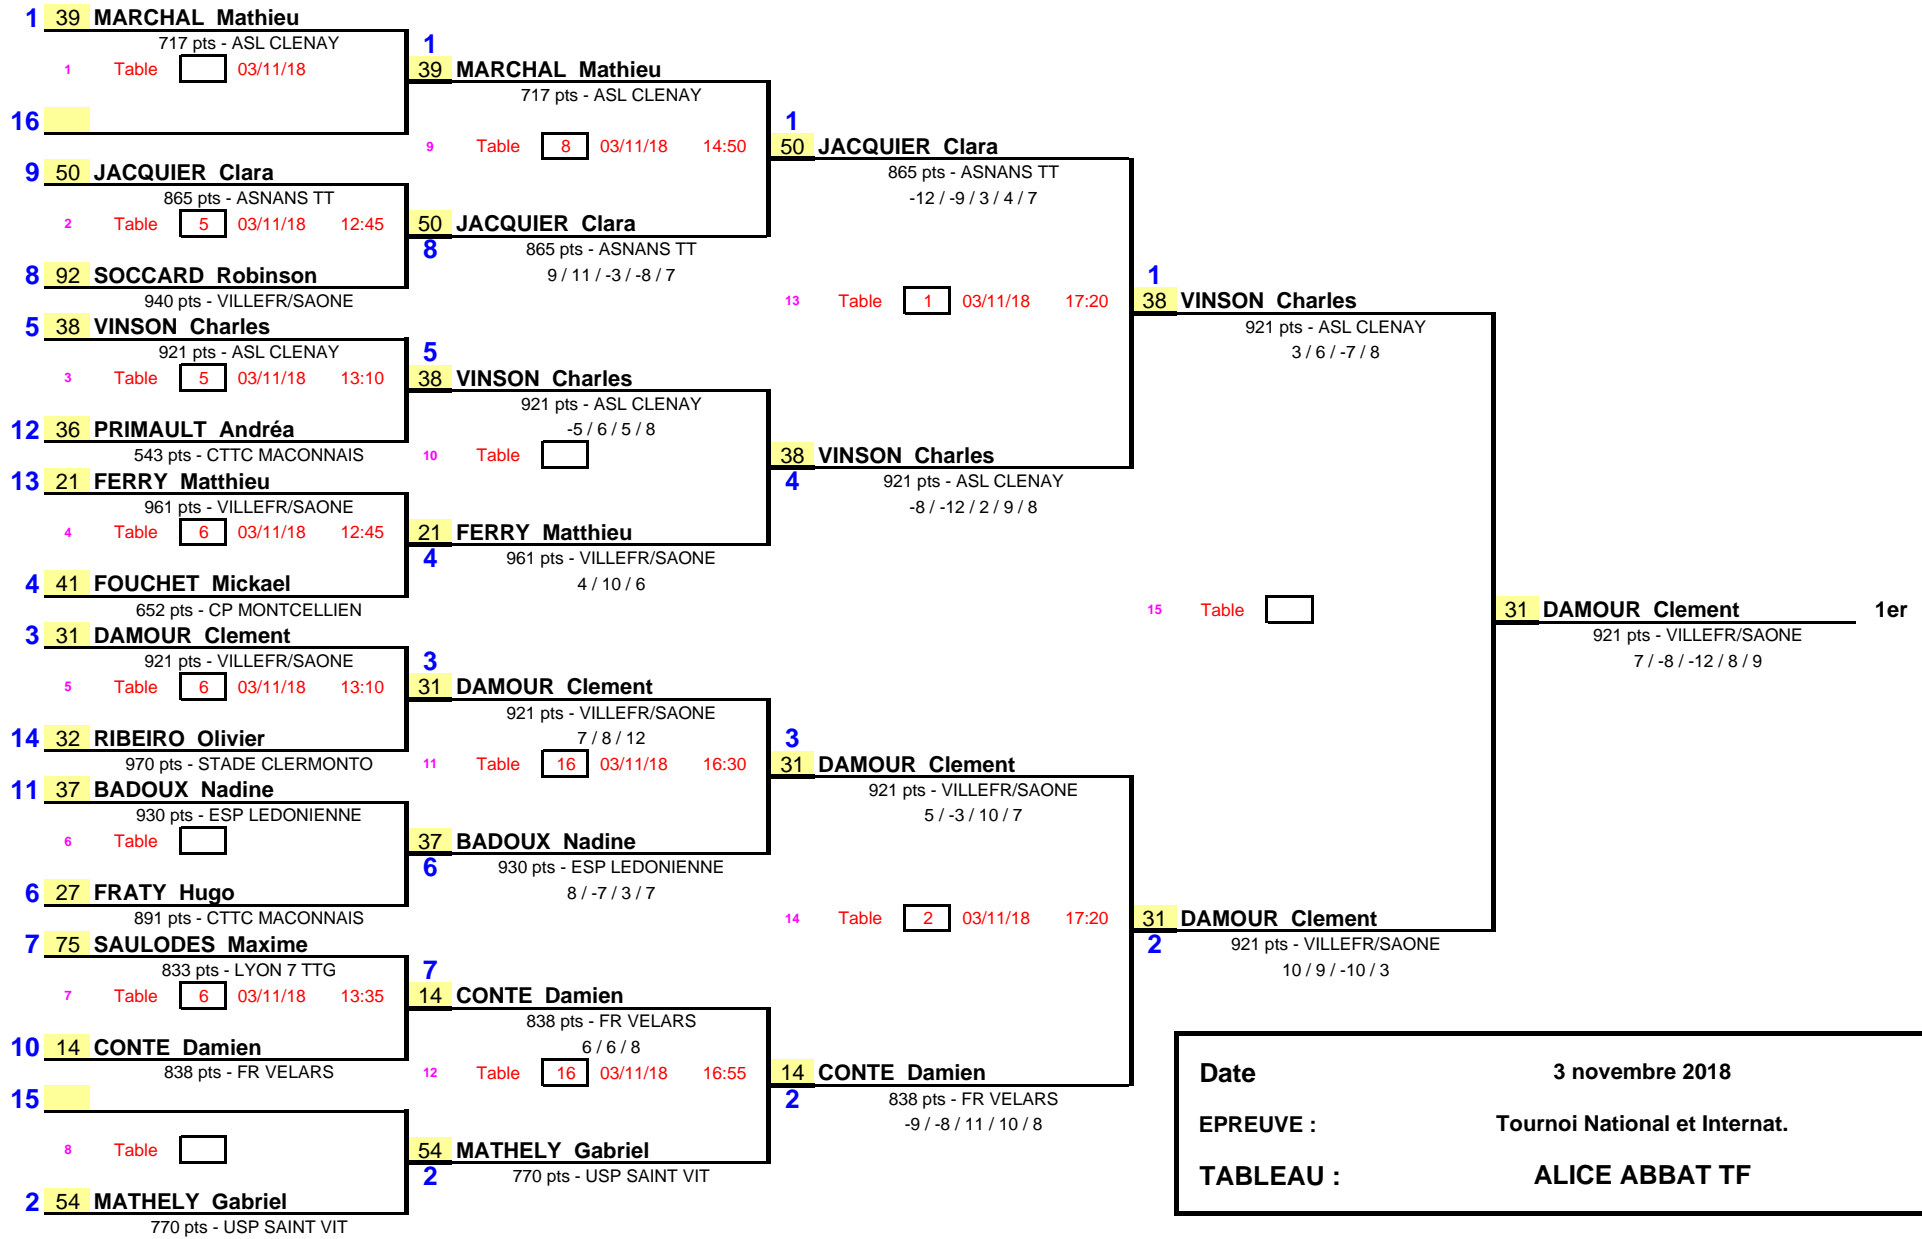 1 39 MARCHAL Mathieu
717 pts - ASL CLENAY
1 Table 03/11/18
16
9 50 JACQUIER Clara
865 pts - ASNANS TT
2 Table 5 03/11/18 12:45
8 92 SOCCARD Robinson
940 pts - VILLEFR/SAONE
5 38 VINSON Charles
921 pts - ASL CLENAY
3 Table 5 03/11/18 13:10
12 36 PRIMAULT Andréa
543 pts - CTTC MACONNAIS
13 21 FERRY Matthieu
961 pts - VILLEFR/SAONE
4 Table 6 03/11/18 12:45
4 41 FOUCHET Mickael
652 pts - CP MONTCELLIEN
3 31 DAMOUR Clement
921 pts - VILLEFR/SAONE
5 Table 6 03/11/18 13:10
14 32 RIBEIRO Olivier
970 pts - STADE CLERMONTO
11 37 BADOUX Nadine
930 pts - ESP LEDONIENNE
6 Table
6 27 FRATY Hugo
891 pts - CTTC MACONNAIS
7 75 SAULODES Maxime
833 pts - LYON 7 TTG
7 Table 6 03/11/18 13:35
10 14 CONTE Damien
838 pts - FR VELARS
15
8 Table
2 54 MATHELY Gabriel
770 pts - USP SAINT VIT
1
39 MARCHAL Mathieu
717 pts - ASL CLENAY
9 Table 8 03/11/18 14:50
50 JACQUIER Clara
8
865 pts - ASNANS TT
9 / 11 / -3 / -8 / 7
5
38 VINSON Charles
921 pts - ASL CLENAY
-5 / 6 / 5 / 8
10 Table
21 FERRY Matthieu
4
961 pts - VILLEFR/SAONE
4 / 10 / 6
3
31 DAMOUR Clement
921 pts - VILLEFR/SAONE
7 / 8 / 12
11 Table 16 03/11/18 16:30
37 BADOUX Nadine
6
930 pts - ESP LEDONIENNE
8 / -7 / 3 / 7
7
14 CONTE Damien
838 pts - FR VELARS
6 / 6 / 8
12 Table 16 03/11/18 16:55
54 MATHELY Gabriel
2
770 pts - USP SAINT VIT
1
50 JACQUIER Clara
865 pts - ASNANS TT
-12 / -9 / 3 / 4 / 7
13 Table 1 03/11/18 17:20
38 VINSON Charles
4
921 pts - ASL CLENAY
-8 / -12 / 2 / 9 / 8
3
31 DAMOUR Clement
921 pts - VILLEFR/SAONE
5 / -3 / 10 / 7
14 Table 2 03/11/18 17:20
14 CONTE Damien
2
838 pts - FR VELARS
-9 / -8 / 11 / 10 / 8
1
38 VINSON Charles
921 pts - ASL CLENAY
3 / 6 / -7 / 8
15 Table
31 DAMOUR Clement
2
921 pts - VILLEFR/SAONE
10 / 9 / -10 / 3
31 DAMOUR Clement 1er
921 pts - VILLEFR/SAONE
7 / -8 / -12 / 8 / 9
Date 3 novembre 2018
EPREUVE : Tournoi National et Internat.
TABLEAU : ALICE ABBAT TF